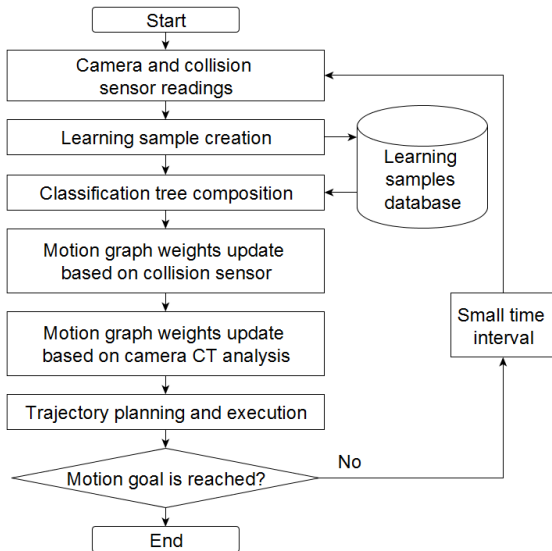 Start
Camera and collision
sensor readings
Learning sample creation
Learning
samples
database
Classification tree composition
Motion graph weights update
based on collision sensor
Motion graph weights update
based on camera CT analysis
Small time
interval
Trajectory planning and execution
Motion goal is reached?
No
End